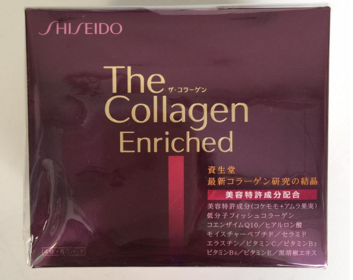 SHISEIDO
The
ザ・コラーゲン
Collagen
Enriched
資生堂
最新コラーゲン研究の結晶
美容特許成分配合
美容特許成分(コケモモ+アムラ果実)
低分子フィッシュコラーゲン
コエンザイムQ10/ヒアルロン酸
モイスチャーペプチド/セラミド
エラスチン/ビタミンC/ビタミンB1
ビタミンB6/ビタミンE/黒胡椒エキス